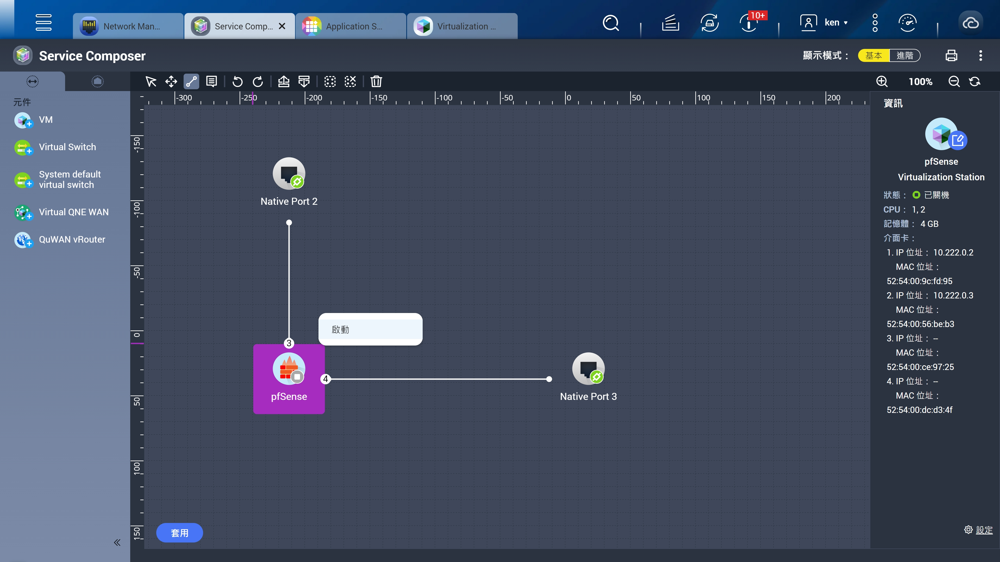 Network Man...
Service Comp...
Application S...
Virtualization ...
10+
ken
Service Composer
顯示模式：
基本
進階
100%
元件
VM
Virtual Switch
System default
virtual switch
Virtual QNE WAN
QuWAN vRouter
-300
-250
-200
-150
-100
-50
0
50
100
150
200
-150
-100
-50
0
50
100
150
Native Port 2
啟動
3
4
pfSense
Native Port 3
套用
資訊
pfSense
Virtualization Station
狀態： 已關機
CPU： 1, 2
記憶體： 4 GB
介面卡：
1. IP 位址： 10.222.0.2
MAC 位址：
52:54:00:9c:fd:95
2. IP 位址： 10.222.0.3
MAC 位址：
52:54:00:56:be:b3
3. IP 位址： --
MAC 位址：
52:54:00:ce:97:25
4. IP 位址： --
MAC 位址：
52:54:00:dc:d3:4f
設定